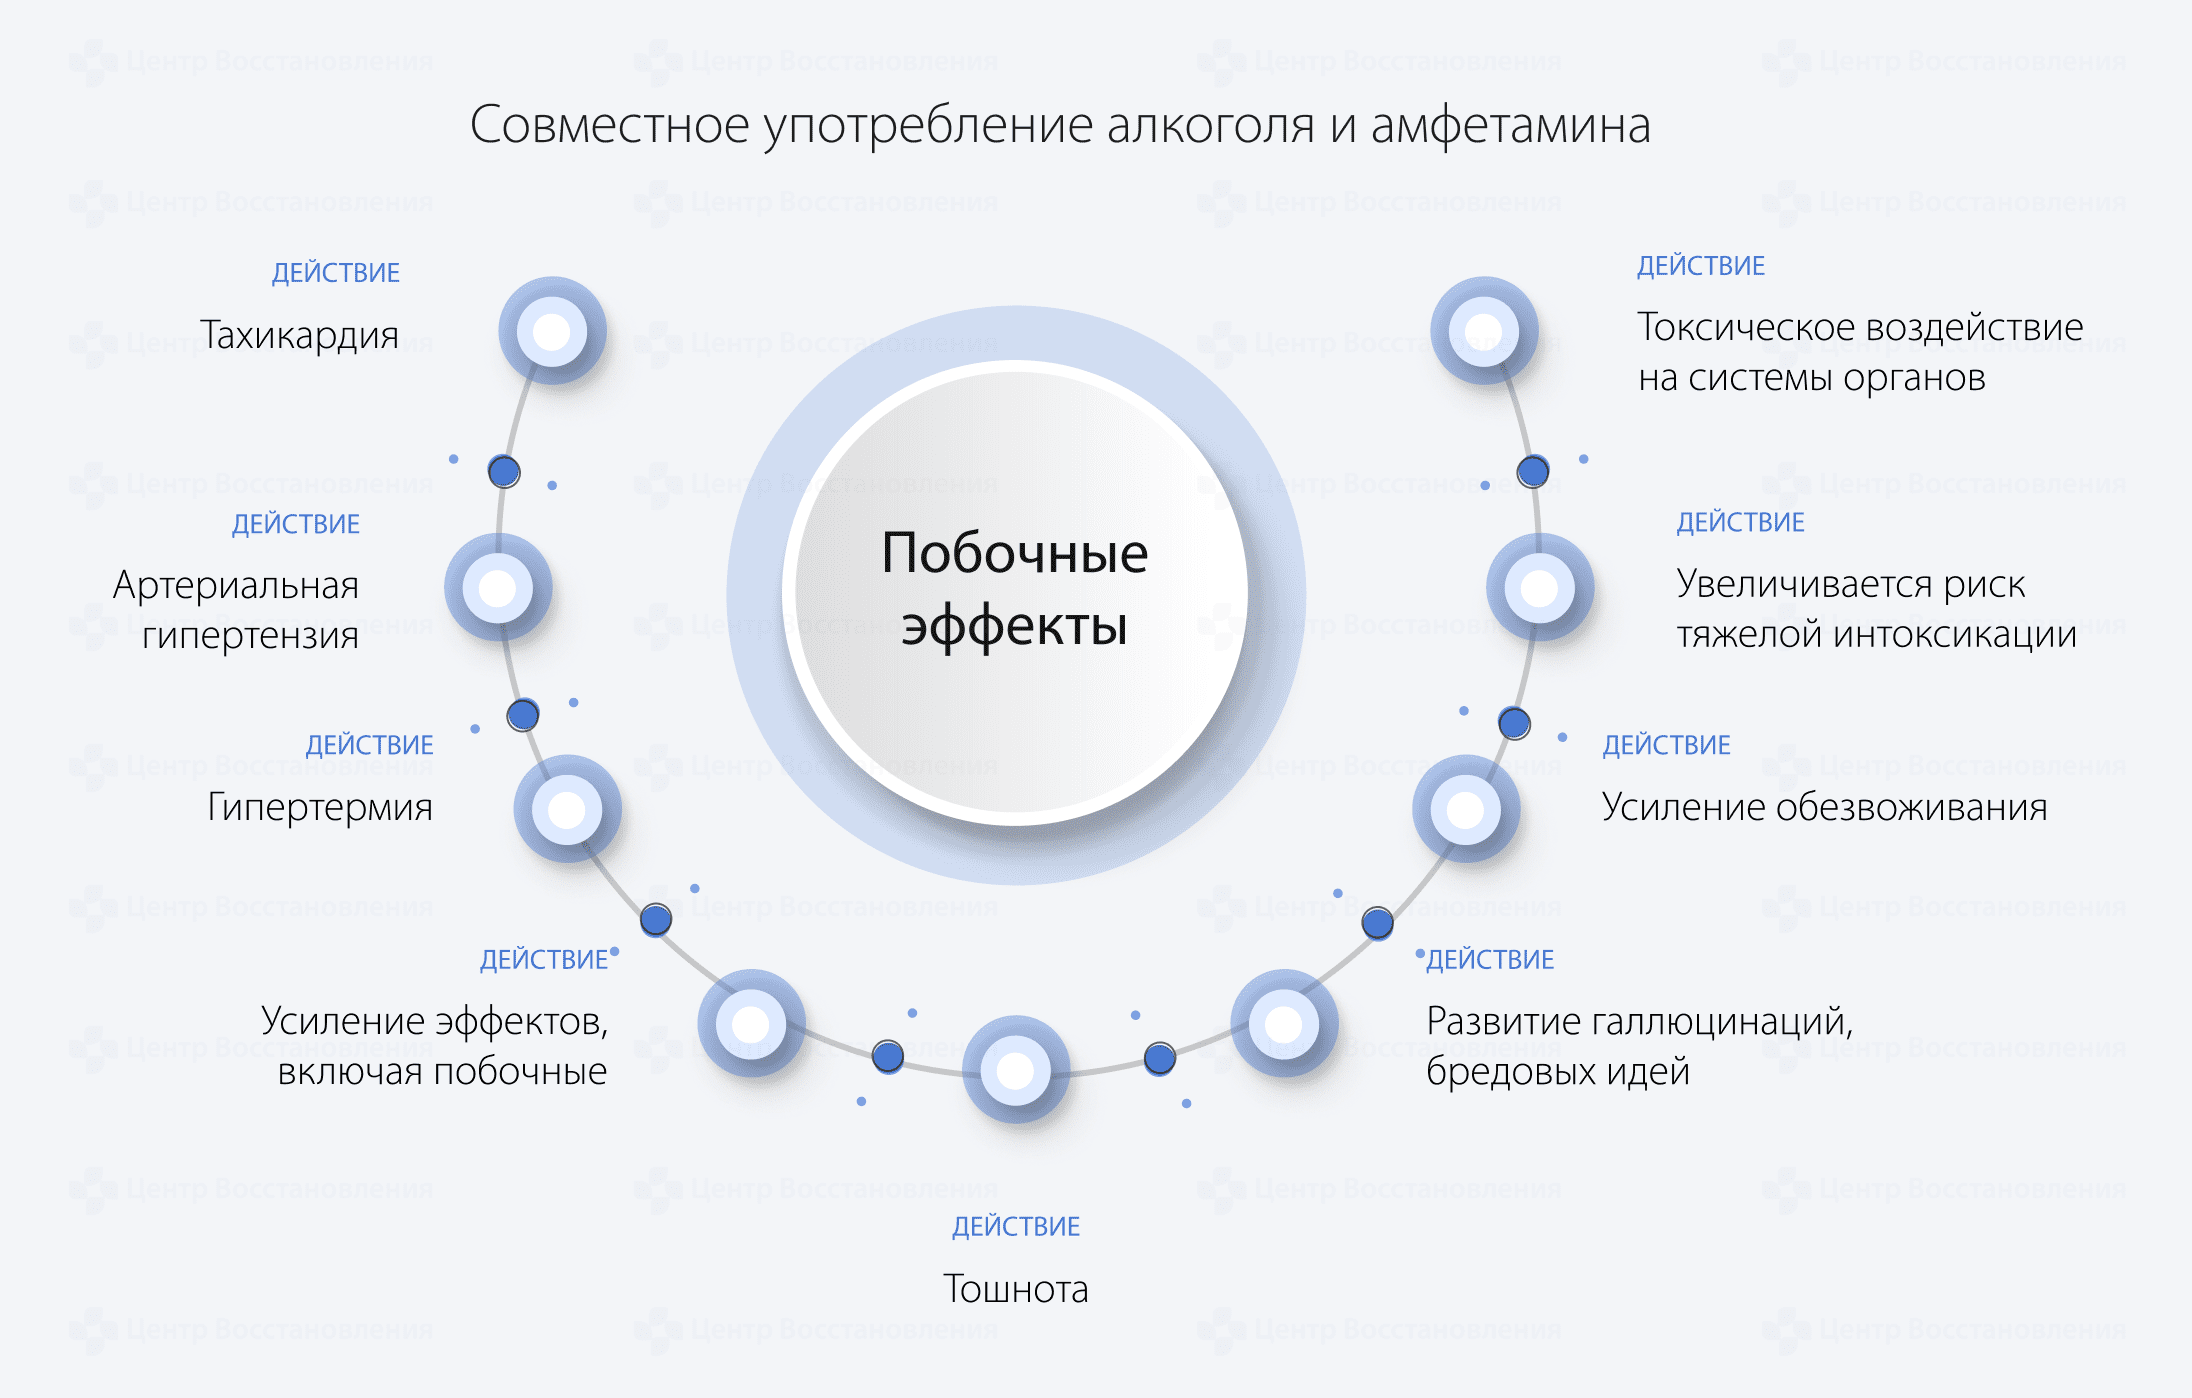 Совместное употребление алкоголя и амфетамина
ДЕЙСТВИЕ
Тахикардия
ДЕЙСТВИЕ
Артериальная
гипертензия
ДЕЙСТВИЕ
Гипертермия
ДЕЙСТВИЕ
Усиление эффектов,
включая побочные
ДЕЙСТВИЕ
Тошнота
Побочные
эффекты
ДЕЙСТВИЕ
Токсическое воздействие
на системы органов
ДЕЙСТВИЕ
Увеличивается риск
тяжелой интоксикации
ДЕЙСТВИЕ
Усиление обезвоживания
ДЕЙСТВИЕ
Развитие галлюцинаций,
бредовых идей
Центр Восстановления